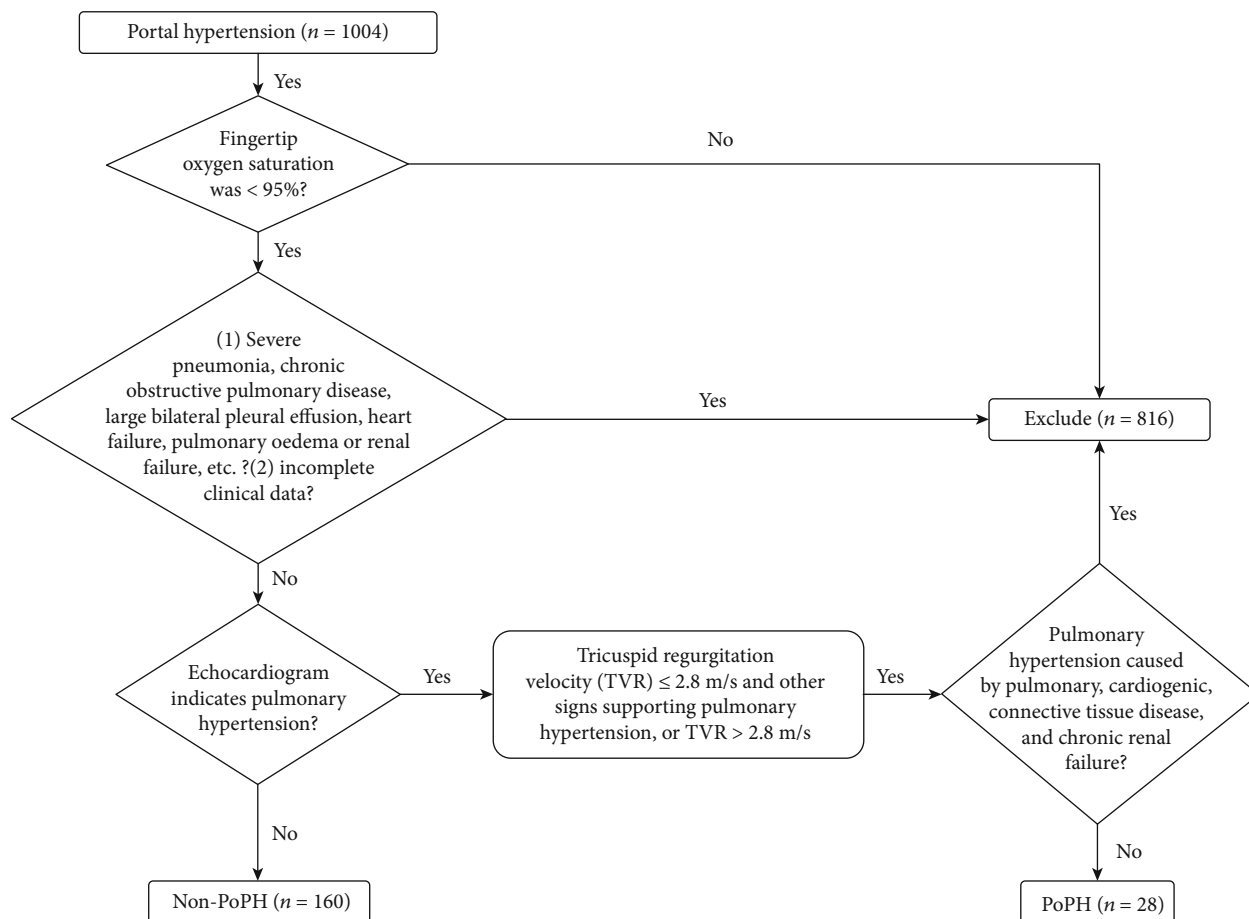 Portal hypertension (n = 1004)
Yes
Fingertip
oxygen saturation
was < 95%?
No
Yes
(1) Severe
pneumonia, chronic
obstructive pulmonary disease,
large bilateral pleural effusion, heart
failure, pulmonary oedema or renal
failure, etc. ?(2) incomplete
clinical data?
Yes
Exclude (n = 816)
Yes
No
Echocardiogram
indicates pulmonary
hypertension?
Yes
Tricuspid regurgitation
velocity (TVR) ≤ 2.8 m/s and other
signs supporting pulmonary
hypertension, or TVR > 2.8 m/s
Yes
Pulmonary
hypertension caused
by pulmonary, cardiogenic,
connective tissue disease,
and chronic renal
failure?
No
No
Non-PoPH (n = 160)
PoPH (n = 28)